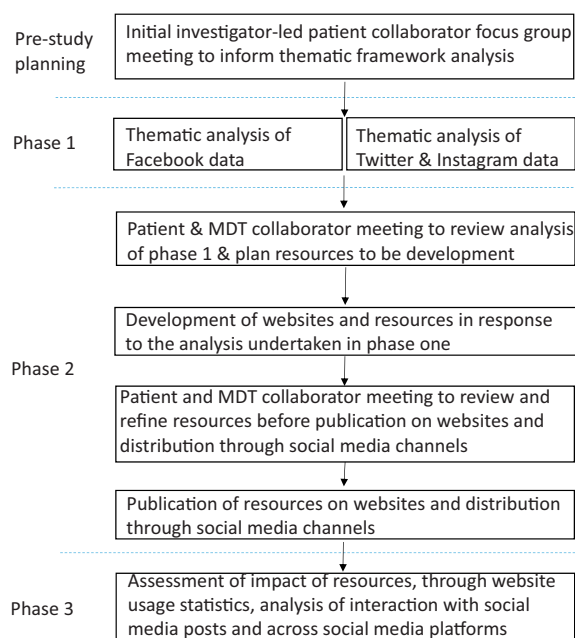 Pre-study
planning
Initial investigator-led patient collaborator focus group
meeting to inform thematic framework analysis
Phase 1
Thematic analysis of
Facebook data
Thematic analysis of
Twitter & Instagram data
Patient & MDT collaborator meeting to review analysis
of phase 1 & plan resources to be development
Development of websites and resources in response
to the analysis undertaken in phase one
Phase 2
Patient and MDT collaborator meeting to review and
refine resources before publication on websites and
distribution through social media channels
Publication of resources on websites and distribution
through social media channels
Phase 3
Assessment of impact of resources, through website
usage statistics, analysis of interaction with social
media posts and across social media platforms